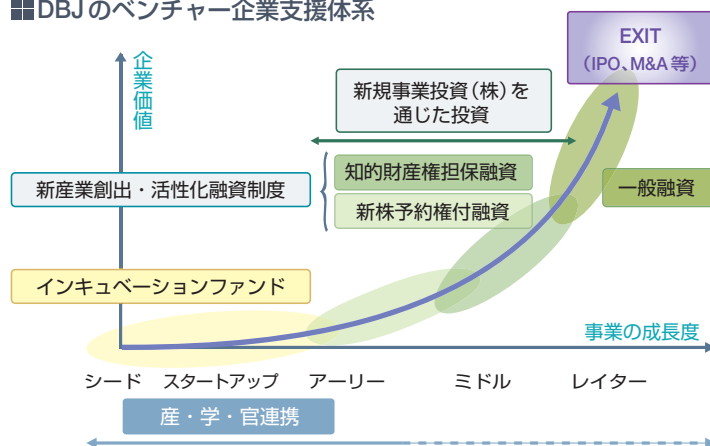 DBJのベンチャー企業支援体系
EXIT
（IPO、M&A等）
企業価値
新規事業投資（株）を
通じた投資
新産業創出・活性化融資制度
知的財産権担保融資
新株予約権付融資
一般融資
インキュベーションファンド
事業の成長度
シード スタートアップ アーリー ミドル レイター
産・学・官連携